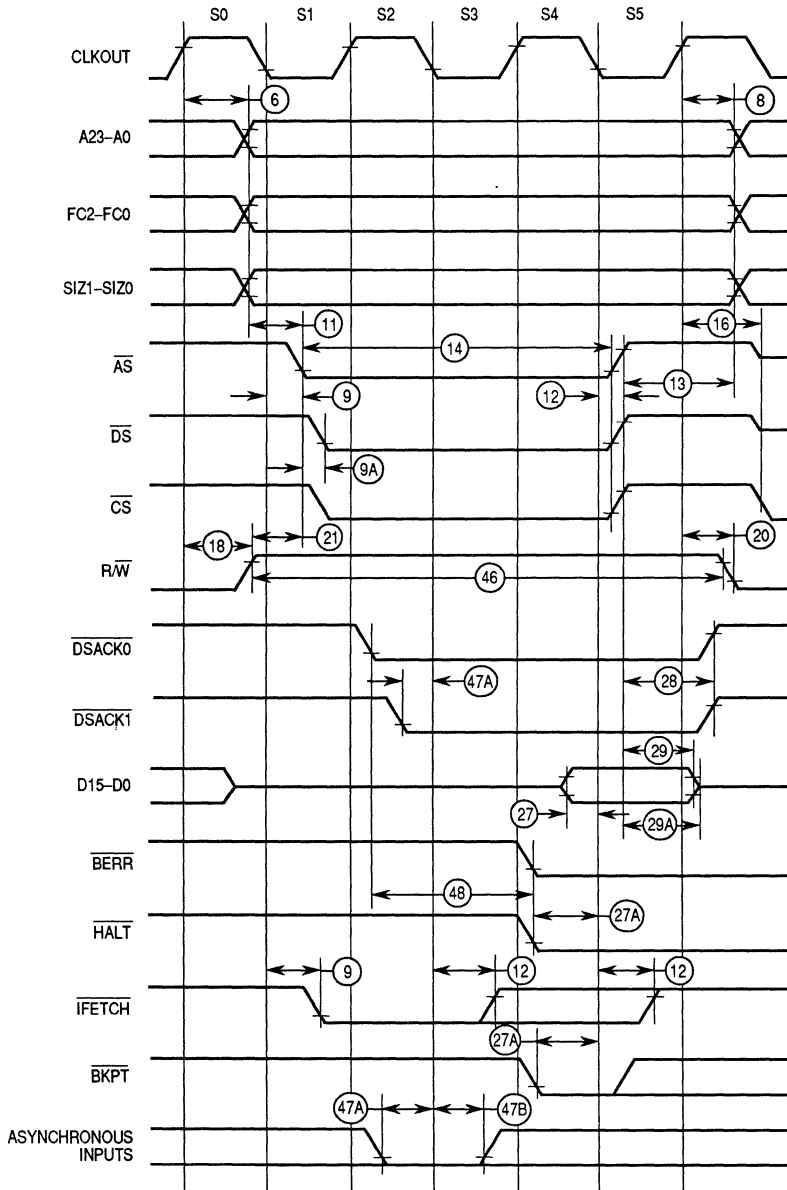 S0 S1 S2 S3 S4 S5
CLKOUT
6 8
A23–A0
FC2–FC0
SIZ1–SIZ0
11 16
14
AS
13
9 12
DS
9A
CS
18 21 20
R/W
46
DSACK0
47A 28
DSACK1
29
D15–D0
27 29A
BERR
48
27A
HALT
9 12 12
IFETCH
27A
BKPT
47A 47B
ASYNCHRONOUS
INPUTS